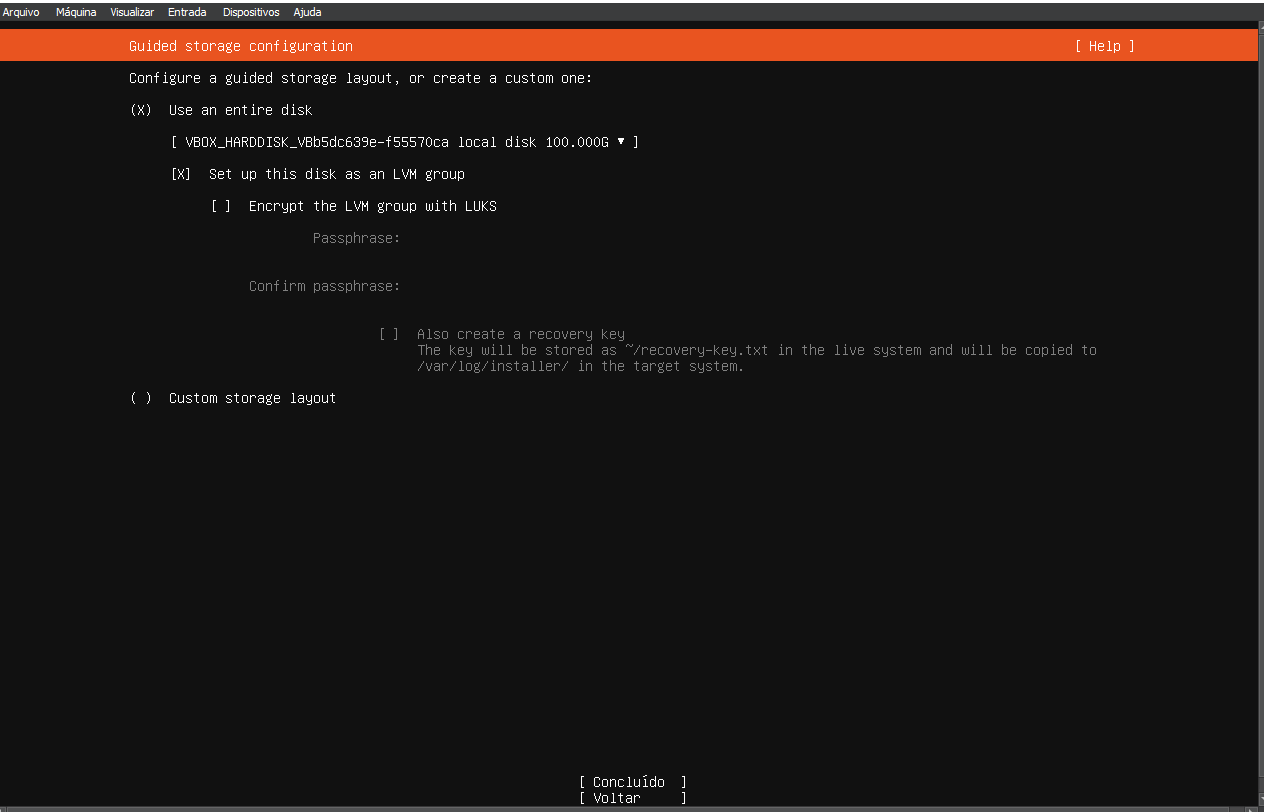 Arquivo Máquina Visualizar Entrada Dispositivos Ajuda
Guided storage configuration [ Help ]
Configure a guided storage layout, or create a custom one:
(X) Use an entire disk
[ VBOX_HARDDISK_VBb5dc639e-f55570ca local disk 100.000G ▾ ]
[X] Set up this disk as an LVM group
[ ] Encrypt the LVM group with LUKS
Passphrase:
Confirm passphrase:
[ ] Also create a recovery key
The key will be stored as ~/recovery-key.txt in the live system and will be copied to
/var/log/installer/ in the target system.
( ) Custom storage layout
[ Concluído ]
[ Voltar ]